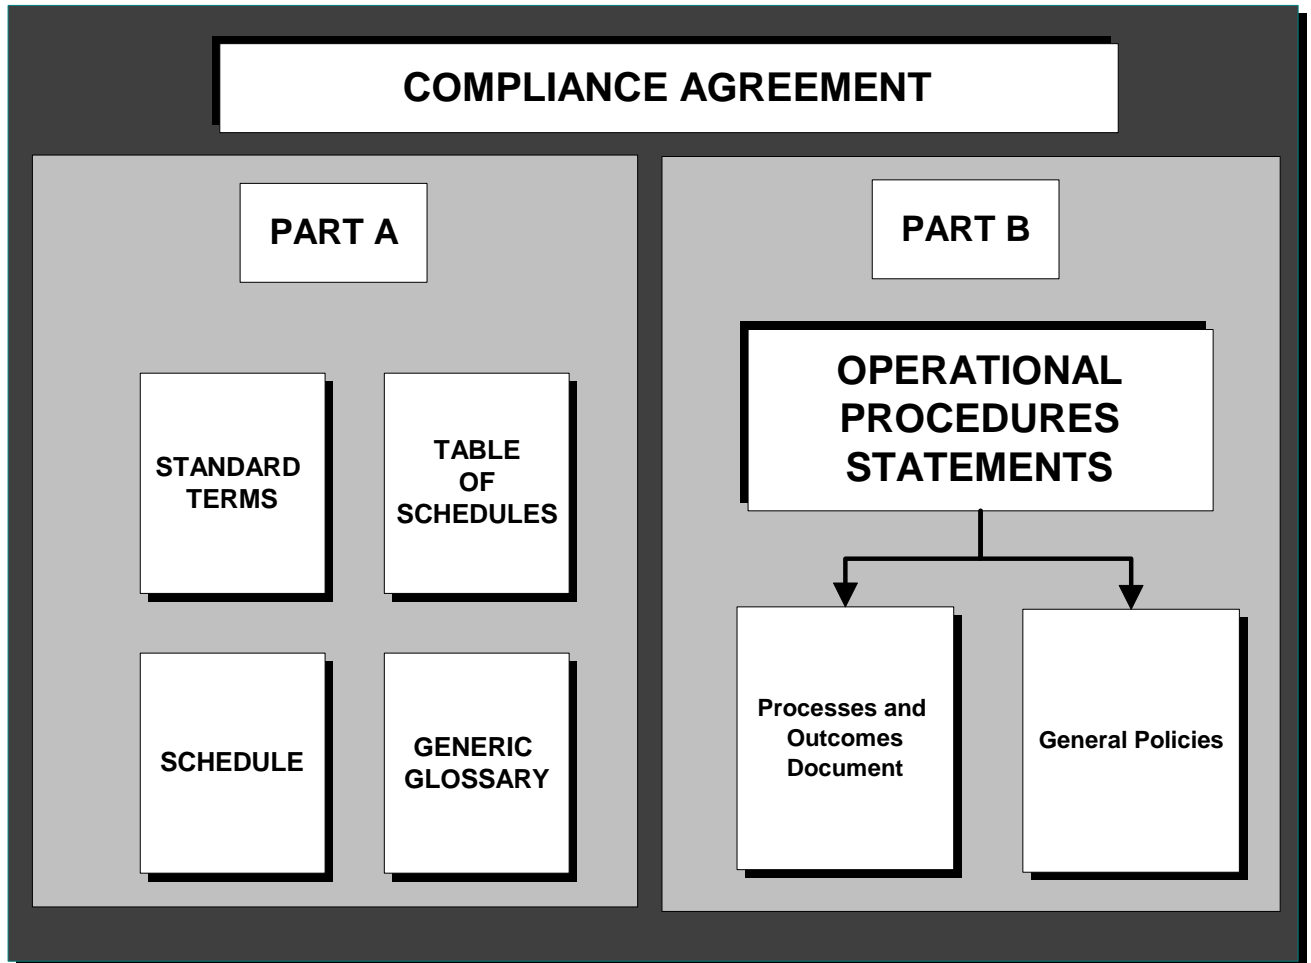 COMPLIANCE AGREEMENT
PART A
STANDARD
TERMS
TABLE
OF
SCHEDULES
SCHEDULE
GENERIC
GLOSSARY
PART B
OPERATIONAL
PROCEDURES
STATEMENTS
Processes and
Outcomes
Document
General Policies